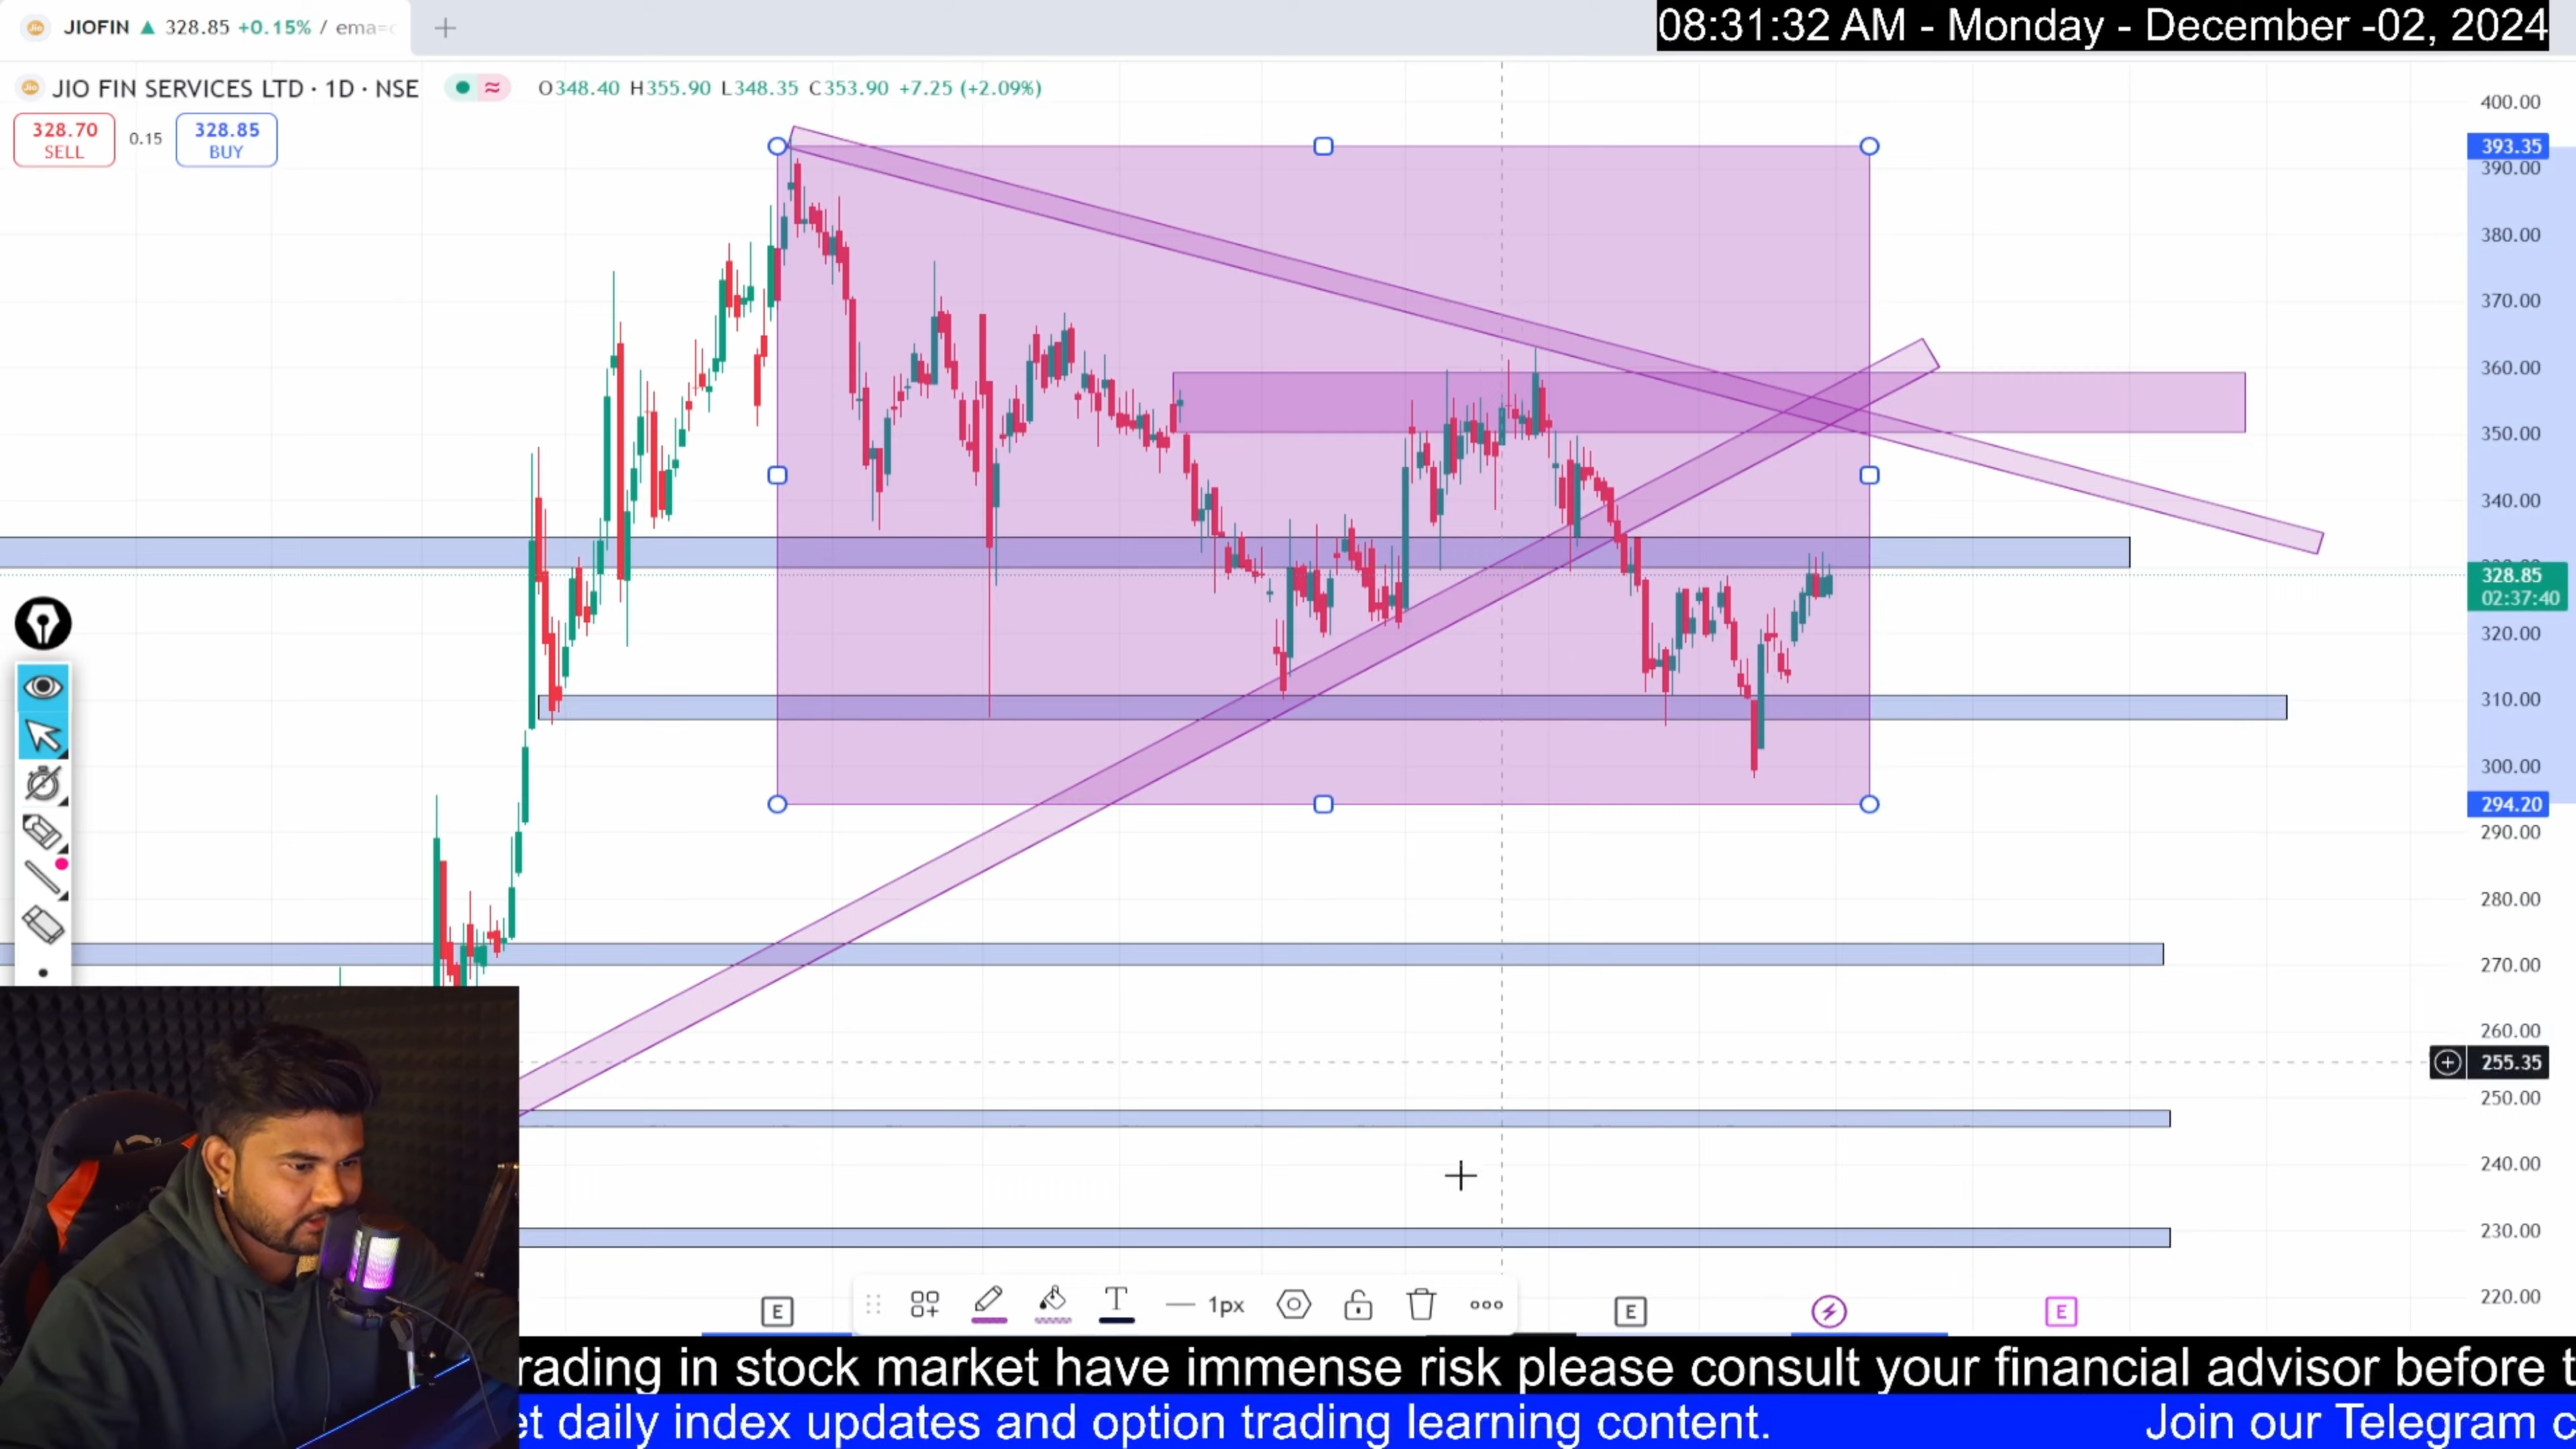 JIOFIN ▲ 328.85 +0.15% / ema=
08:31:32 AM - Monday - December -02, 2024
JIO FIN SERVICES LTD · 1D · NSE
O348.40 H355.90 L348.35 C353.90 +7.25 (+2.09%)
328.70
SELL
0.15
328.85
BUY
400.00
393.35
390.00
380.00
370.00
360.00
350.00
340.00
328.85
02:37:40
320.00
310.00
300.00
294.20
290.00
280.00
270.00
260.00
255.35
250.00
240.00
230.00
220.00
E
T
1px
E
E
rading in stock market have immense risk please consult your financial advisor before t
et daily index updates and option trading learning content.
Join our Telegram c